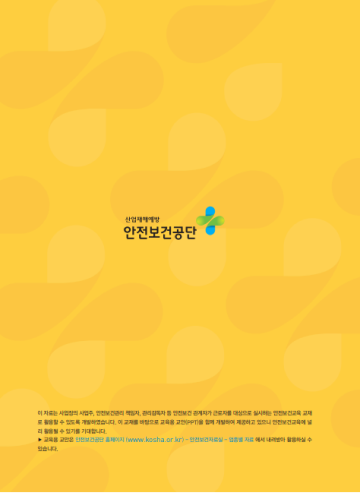 산업재해예방
안전보건공단
이 자료는 사업장의 사업주, 안전보건관리 책임자, 관리감독자 등 안전보건 관계자가 근로자를 대상으로 실시하는 안전보건교육 교재
로 활용할 수 있도록 개발하였습니다. 이 교재를 바탕으로 교육용 교안(PPT)을 함께 개발하여 제공하고 있으니 안전보건교육에 널
리 활용될 수 있기를 기대합니다.
▶ 교육용 교안은 안전보건공단 홈페이지 (www.kosha.or.kr) - 안전보건자료실 - 업종별 자료 에서 내려받아 활용하실 수
있습니다.